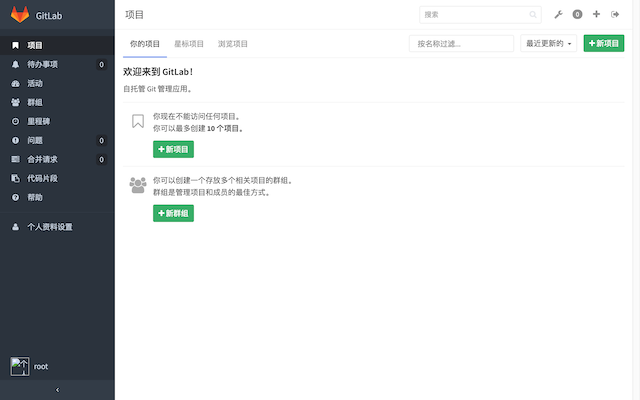 GitLab
项目
搜索
0
项目
待办事项 0
活动
群组
里程碑
问题 0
合并请求 0
代码片段
帮助
个人资料设置
root
你的项目 星标项目 浏览项目
按名称过滤... 最近更新的 新项目
欢迎来到 GitLab！
自托管 Git 管理应用。
你现在不能访问任何项目。
你可以最多创建 10 个项目。
新项目
你可以创建一个存放多个相关项目的群组。
群组是管理项目和成员的最佳方式。
新群组